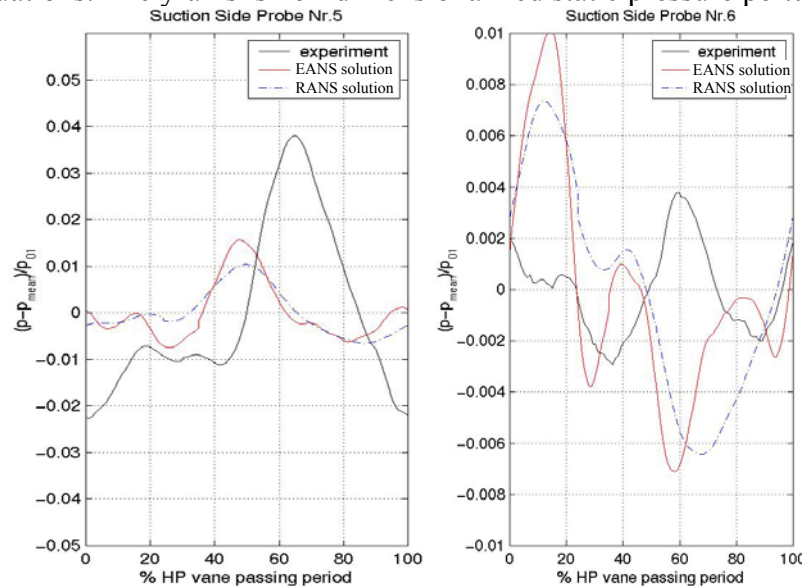 Suction Side Probe Nr.5
experiment
EANS solution
RANS solution
0.05
0.04
0.03
0.02
0.01
0
−0.01
−0.02
−0.03
−0.04
−0.05
(p−pmean)/p01
0 20 40 60 80 100
% HP vane passing period
Suction Side Probe Nr.6
experiment
EANS solution
RANS solution
0.01
0.008
0.006
0.004
0.002
0
−0.002
−0.004
−0.006
−0.008
−0.01
(p−pmean)/p01
0 20 40 60 80 100
% HP vane passing period